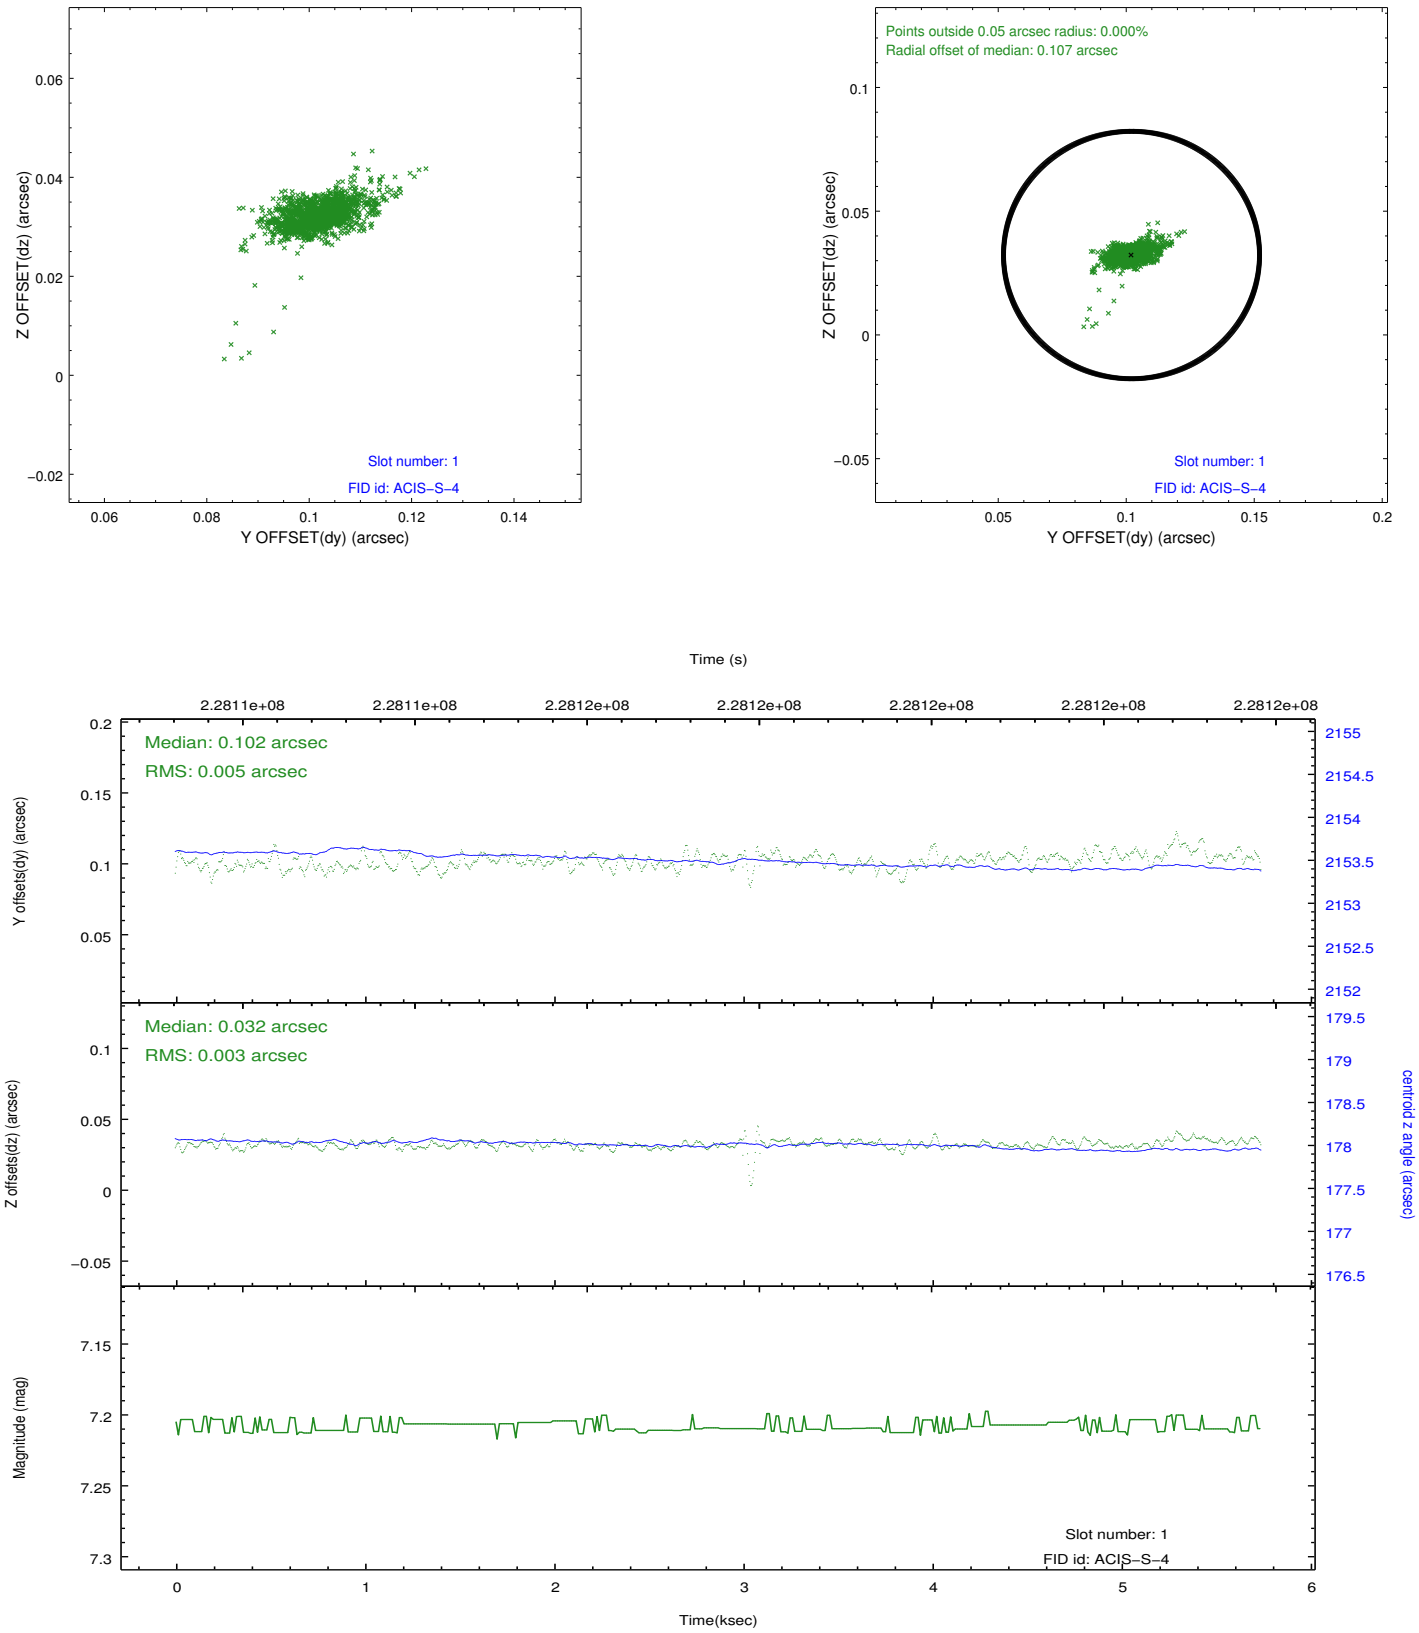 0.06
0.04
0.02
0
−0.02
Z OFFSET(dz) (arcsec)
Slot number: 1
FID id: ACIS−S−4
0.06
0.08
0.1
0.12
0.14
Y OFFSET(dy) (arcsec)
Points outside 0.05 arcsec radius: 0.000%
Radial offset of median: 0.107 arcsec
0.1
0.05
0
−0.05
Z OFFSET(dz) (arcsec)
Slot number: 1
FID id: ACIS−S−4
0.05
0.1
0.15
0.2
Y OFFSET(dy) (arcsec)
Time (s)
2.2811e+08
2.2811e+08
2.2812e+08
2.2812e+08
2.2812e+08
2.2812e+08
2.2812e+08
Median: 0.102 arcsec
RMS: 0.005 arcsec
0.2
0.15
0.1
0.05
Y offsets(dy) (arcsec)
2155
2154.5
2154
2153.5
2153
2152.5
2152
Median: 0.032 arcsec
RMS: 0.003 arcsec
0.1
0.05
0
−0.05
Z offsets(dz) (arcsec)
179.5
179
178.5
178
177.5
177
176.5
centroid z angle (arcsec)
7.15
7.2
7.25
7.3
Magnitude (mag)
Slot number: 1
FID id: ACIS−S−4
0
1
2
3
4
5
6
Time(ksec)